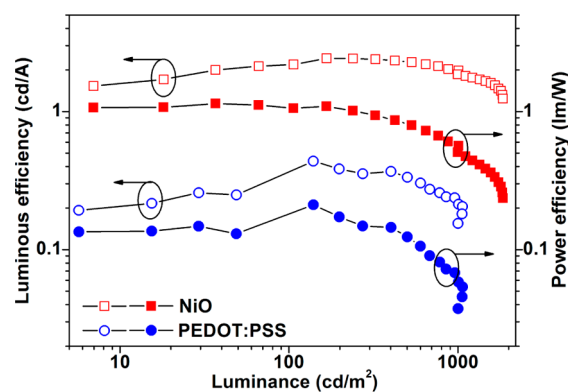 Luminous efficiency (cd/A)
Power efficiency (lm/W)
1
1
0.1
0.1
NiO
PEDOT:PSS
10
100
1000
Luminance (cd/m²)